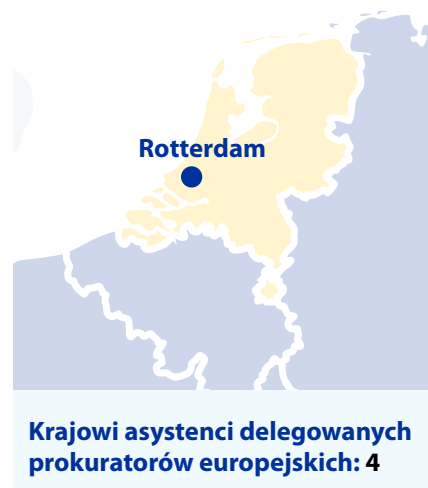 Rotterdam
Krajowi asystenci delegowanych
prokuratorów europejskich: 4